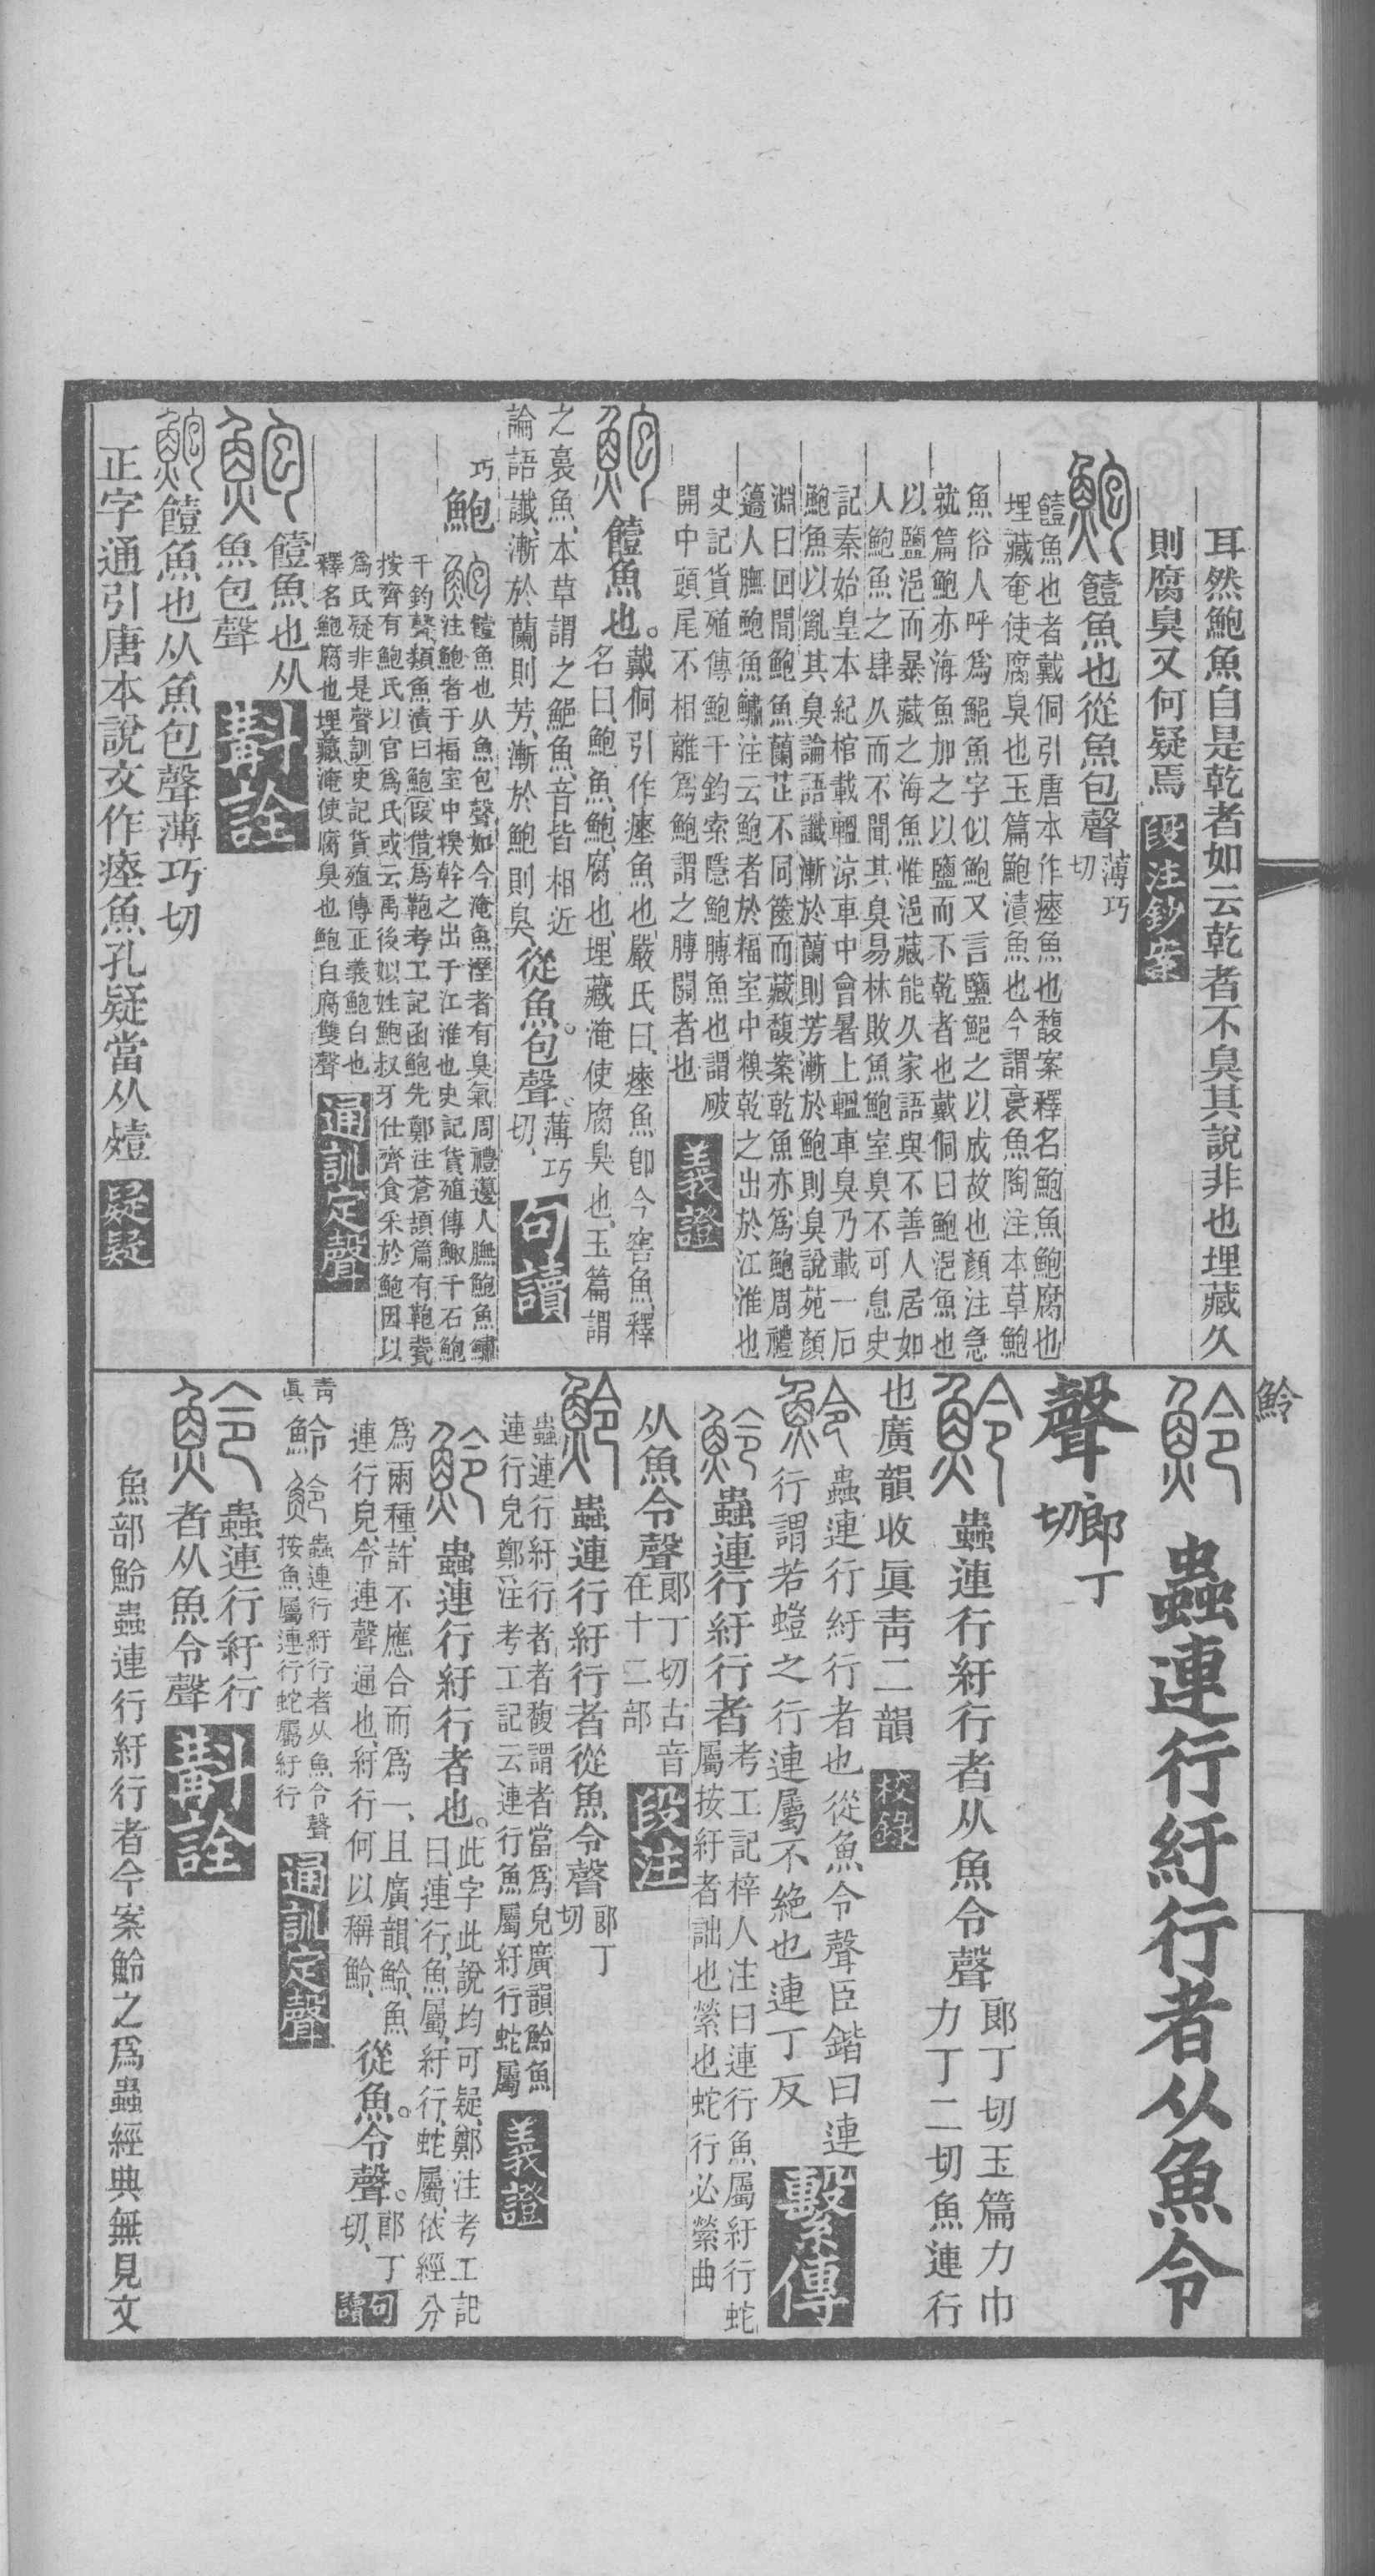 耳然鮑魚自是乾者如云乾者不臭其說非也埋藏久
則腐臭又何疑焉 段注鈔案
鮑 饐魚也從魚包聲 薄巧
切
饐魚也者戴侗引唐本作瘞魚也馥案釋名鮑魚鮑腐也
埋藏奄使腐臭也玉篇鮑漬魚也今謂裛魚陶注本草鮑
魚俗人呼爲䱒魚字似鮑又言鹽䱒之以成故也顏注急
就篇鮑亦海魚加之以鹽而不乾者也戴侗曰鮑浥魚也
以鹽浥而暴藏之海魚惟浥藏能久家語與不善人居如
人鮑魚之肆久而不聞其臭易林敗魚鮑室臭不可息史
記秦始皇本紀棺載轀涼車中會暑上轀車臭乃載一石
鮑魚以亂其臭論語讖漸於蘭則芳漸於鮑則臭說苑顏
淵曰回聞鮑魚蘭芷不同篋而藏馥案乾魚亦爲鮑周禮
籩人膴鮑魚鱐注云鮑者於糇室中糗乾之出於江淮也
史記貨殖傳鮑千鈞索隱鮑膊魚也謂破
開中頭尾不相離爲鮑謂之膊關者也 義證
鮑 饐魚也。戴侗引作瘞魚也、嚴氏曰、瘞魚卽今窖魚、釋
名曰、鮑魚、鮑、腐也、埋藏淹使腐臭也、玉篇謂
之裛魚、本草謂之䱒魚、音皆相近
論語讖、漸於蘭則芳、漸於鮑則臭 從魚。包聲。薄巧
切、 句讀
巧 鮑 鮑饐魚也从魚包聲如今淹魚溼者有臭氣周禮籩人膴鮑魚鱐
注鮑者于楅室中糗幹之出于江淮也史記貨殖傳鯫千石鮑
千鈞聲類魚漬曰鮑叚借爲鞄考工記函鮑先鄭注蒼頡篇有鞄㼱
按齊有鮑氏以官爲氏或云禹後姒姓鮑叔牙仕齊食采於鮑因以
爲氏疑非是聲訓史記貨殖傳正義鮑白也
釋名鮑腐也埋藏淹使腐臭也鮑白腐雙聲 通訓定聲
鮑 饐魚也从
魚包聲 斠詮
鮑饐魚也从魚包聲薄巧切
正字通引唐本說文作瘞魚孔疑當从㱲 㲄疑
鈴
魿 蟲連行紆行者从魚令
聲 郎丁
切
魿 蟲連行紆行者从魚令聲 郞丁切玉篇力巾
力丁二切魚連行
也廣韻收眞靑二韻 校錄
魿 蟲連行紆行者也從魚令聲臣鍇曰連
行謂若螘之行連屬不絶也連丁反 繫傳
魿 蟲連行紆行者 考工記梓人注曰連行魚屬紆行蛇
屬按紆者詘也縈也蛇行必縈曲
从魚令聲 郞丁切古音
在十二部 段注
魿 蟲連行紆行者從魚令聲 郎丁
切
蟲連行紆行者者馥謂者當爲皃廣韻魿魚
連行皃鄭注考工記云連行魚屬紆行蛇屬 義證
魿 蟲連行紆行者也。此字此說均可疑、鄭注考工記
曰、連行、魚屬、紆行、蛇屬、依經分
爲兩種、許不應合而爲一、且廣韻魿、魚
連行皃、令連聲通也、紆行何以稱魿、 從魚。令聲。郎丁
切、 句讀
靑
眞 魿 魿蟲連行紆行者从魚令聲
按魚屬連行蛇屬紆行 通訓定聲
魿 蟲連行紆行
者从魚令聲 斠詮
魚部魿蟲連行紆行者今案魿之爲蟲經典無見文